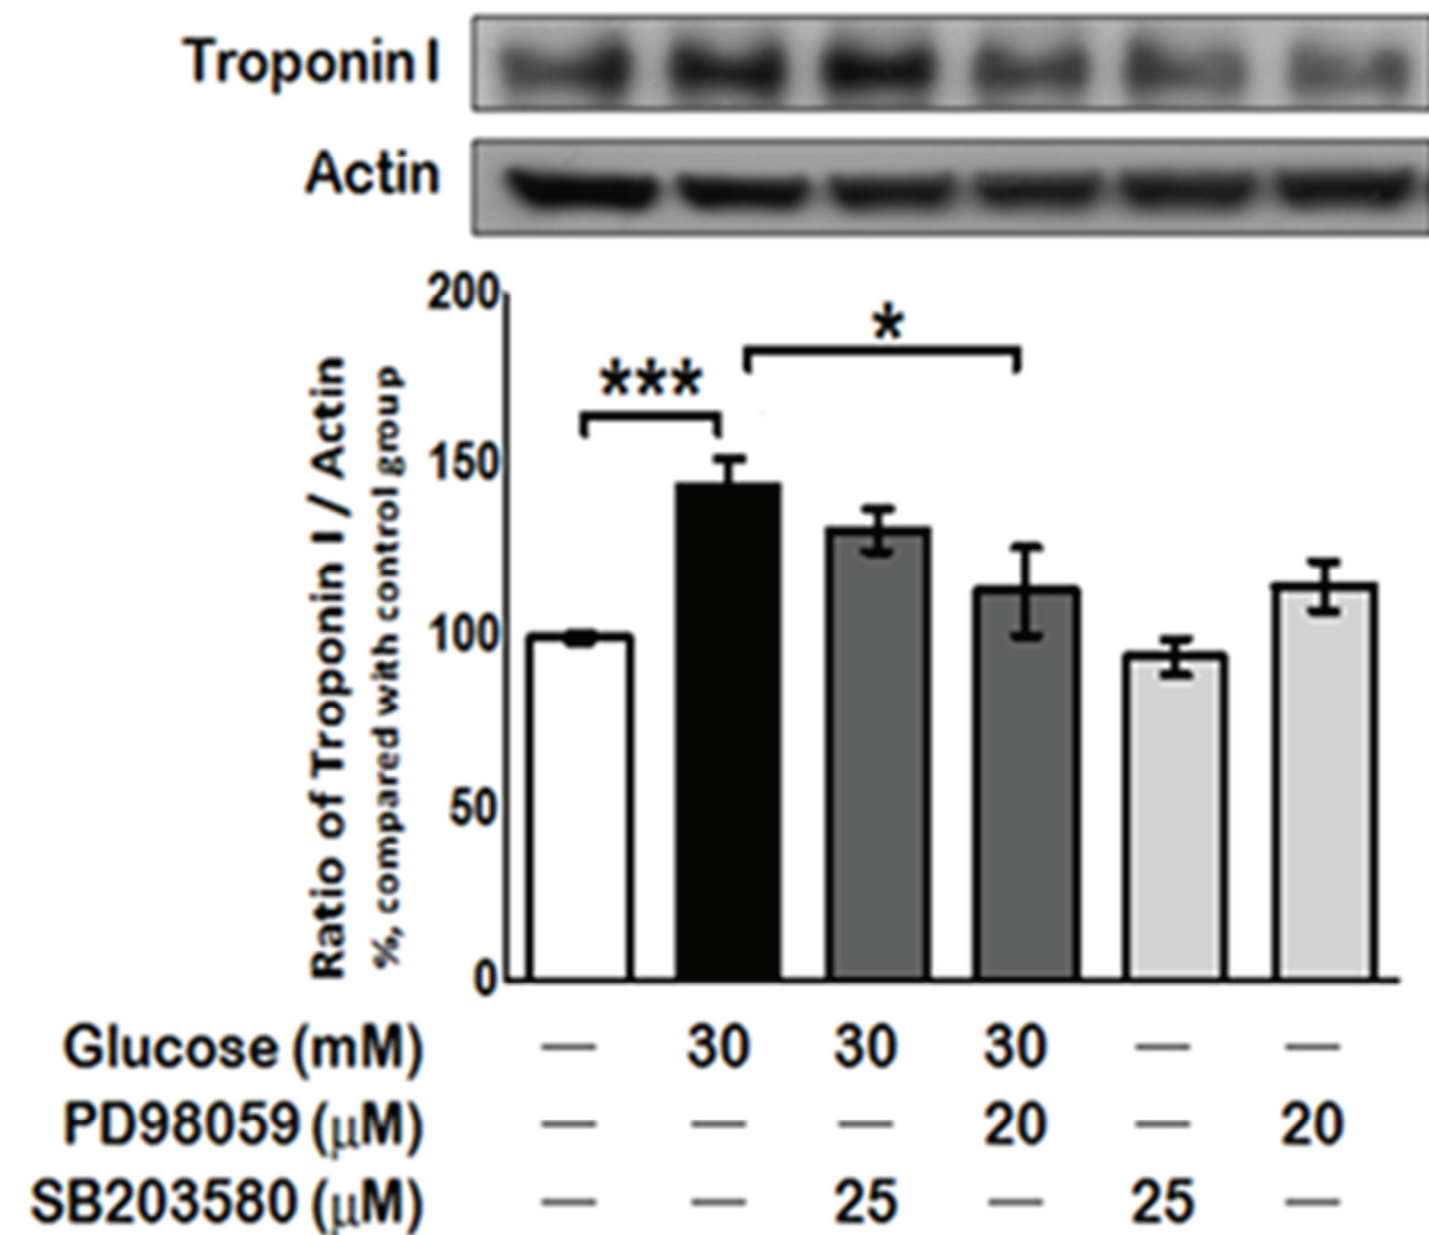 Troponin I
Actin
200
150
100
50
0
Ratio of Troponin I / Actin
%, compared with control group
***
*
Glucose (mM) — 30 30 30 — —
PD98059 (μM) — — — 20 — 20
SB203580 (μM) — — 25 — 25 —